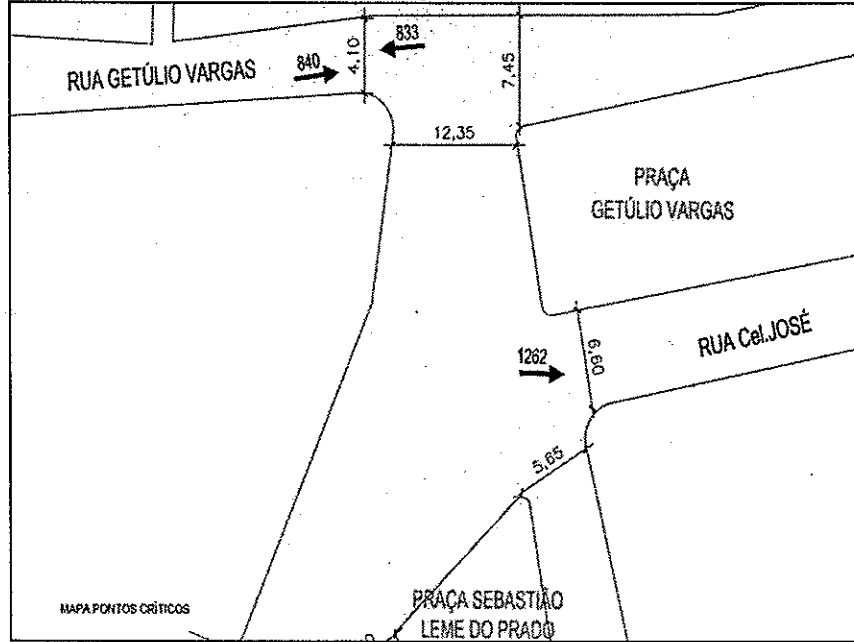 833
840
4,10
7,45
RUA GETÚLIO VARGAS
12,35
PRAÇA
GETÚLIO VARGAS
RUA Cel.JOSÉ
1262
6,60
5,65
MAPA PONTOS CRÍTICOS
PRAÇA SEBASTIÃO
LEME DO PRADO